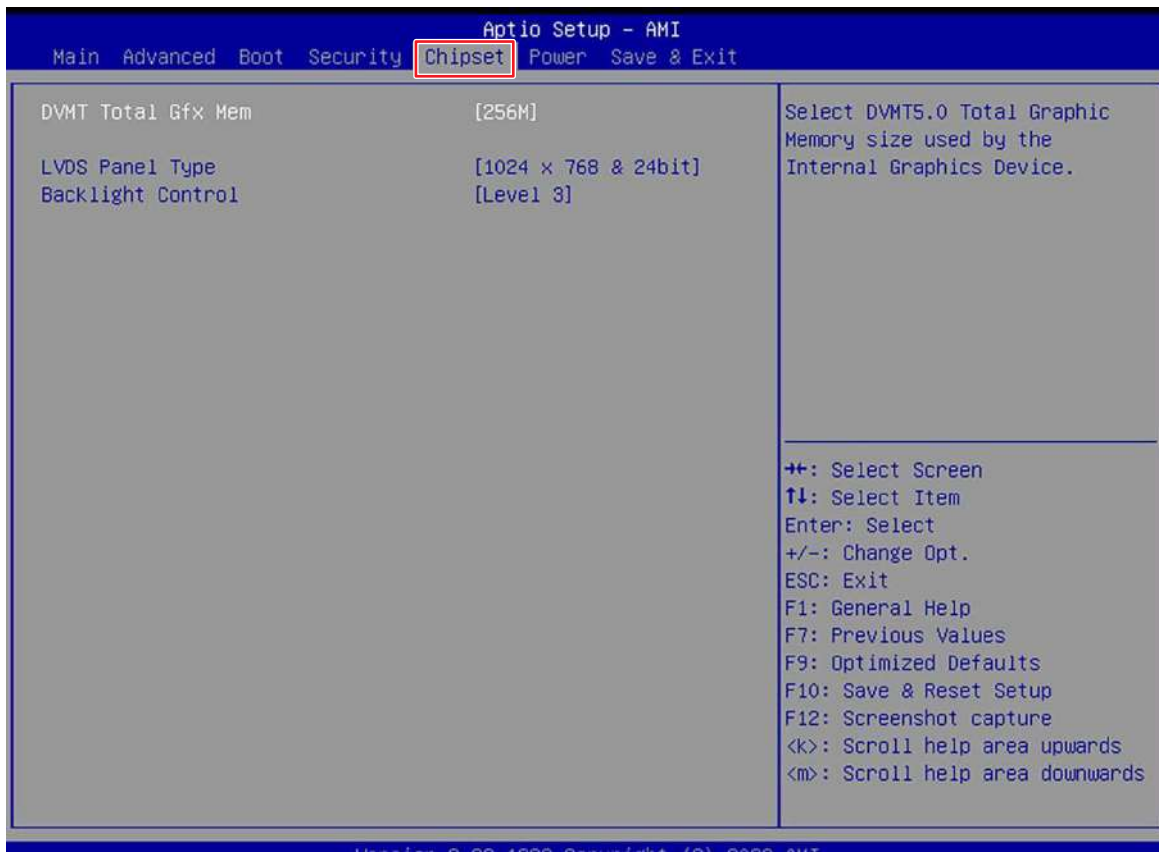 Aptio Setup - AMI
Main Advanced Boot Security Chipset Power Save & Exit
DVMT Total Gfx Mem [256M]
LVDS Panel Type [1024 x 768 & 24bit]
Backlight Control [Level 3]
Select DVMT5.0 Total Graphic
Memory size used by the
Internal Graphics Device.
→←: Select Screen
↑↓: Select Item
Enter: Select
+/-: Change Opt.
ESC: Exit
F1: General Help
F7: Previous Values
F9: Optimized Defaults
F10: Save & Reset Setup
F12: Screenshot capture
<k>: Scroll help area upwards
<m>: Scroll help area downwards
Version Copyright (C) AMI